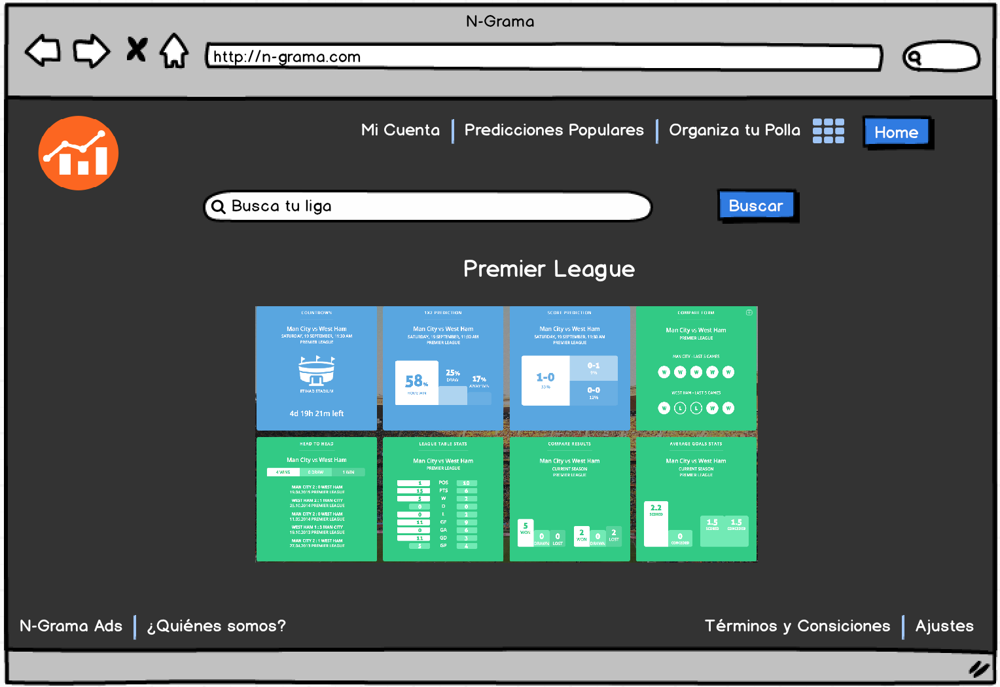 N-Grama
http://n-grama.com
Mi Cuenta
Predicciones Populares
Organiza tu Polla
Home
Busca tu liga
Buscar
Premier League
COUNTDOWN
Man City vs West Ham
SATURDAY, 19 SEPTEMBER, 11:30 AM
PREMIER LEAGUE
ETIHAD STADIUM
4d 19h 21m left
1X2 PREDICTION
Man City vs West Ham
SATURDAY, 19 SEPTEMBER, 11:30 AM
PREMIER LEAGUE
58%
HOME WIN
25%
DRAW
17%
AWAY WIN
SCORE PREDICTION
Man City vs West Ham
SATURDAY, 19 SEPTEMBER, 11:30 AM
PREMIER LEAGUE
1-0
33%
0-1
9%
0-0
12%
COMPARE FORM
Man City vs West Ham
PREMIER LEAGUE
MAN CITY - LAST 5 GAMES
W W W W W
WEST HAM - LAST 5 GAMES
W L L W W
HEAD TO HEAD
Man City vs West Ham
4 WINS 0 DRAW 1 WIN
MAN CITY 2 : 0 WEST HAM
19.04.2015 PREMIER LEAGUE
WEST HAM 2 : 1 MAN CITY
25.10.2014 PREMIER LEAGUE
MAN CITY 2 : 0 WEST HAM
11.05.2014 PREMIER LEAGUE
WEST HAM 1 : 3 MAN CITY
19.10.2013 PREMIER LEAGUE
MAN CITY 2 : 1 WEST HAM
27.04.2013 PREMIER LEAGUE
LEAGUE TABLE STATS
Man City vs West Ham
PREMIER LEAGUE
1 POS 10
15 PTS 6
5 W 2
0 D 0
0 L 2
11 GF 9
0 GA 6
11 GD 3
5 GP 4
COMPARE RESULTS
Man City vs West Ham
CURRENT SEASON
PREMIER LEAGUE
5 WON
0 DRAWN
0 LOST
2 WON
0 DRAWN
2 LOST
AVERAGE GOALS STATS
Man City vs West Ham
CURRENT SEASON
PREMIER LEAGUE
2.2
SCORED
0
CONCEDED
1.5
SCORED
1.5
CONCEDED
N-Grama Ads
¿Quiénes somos?
Términos y Consiciones
Ajustes